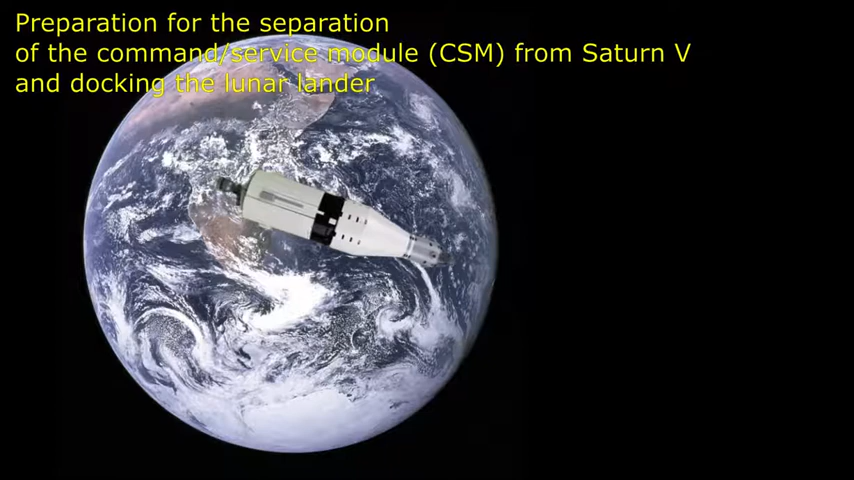 Preparation for the separation
of the command/service module (CSM) from Saturn V
and docking the lunar lander